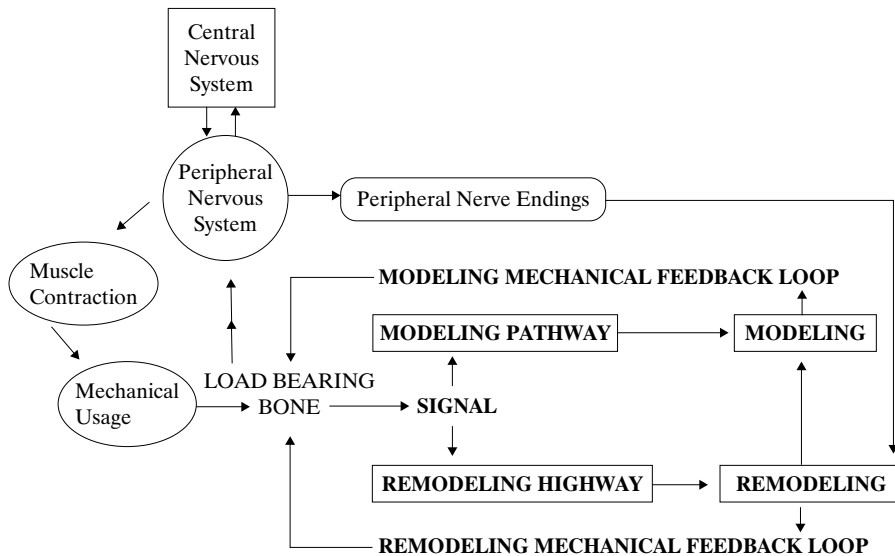 Central
Nervous
System
Peripheral
Nervous
System
Peripheral Nerve Endings
Muscle
Contraction
MODELING MECHANICAL FEEDBACK LOOP
MODELING PATHWAY
MODELING
Mechanical
Usage
LOAD BEARING
BONE
SIGNAL
REMODELING HIGHWAY
REMODELING
REMODELING MECHANICAL FEEDBACK LOOP